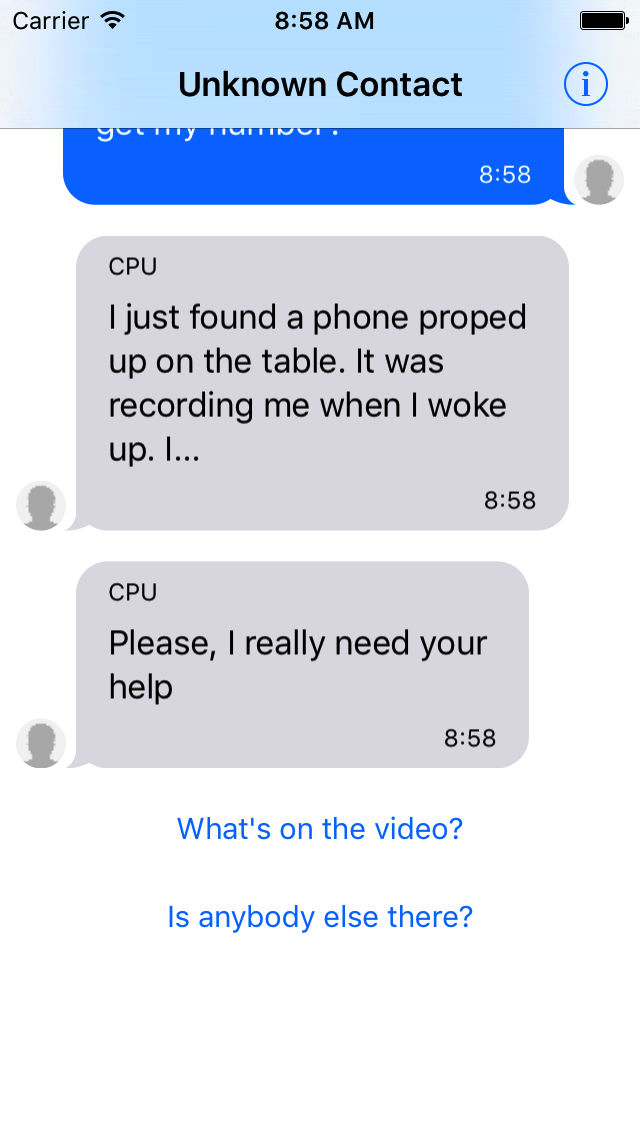 Carrier 8:58 AM
Unknown Contact
get my number?
8:58
CPU
I just found a phone proped
up on the table. It was
recording me when I woke
up. I...
8:58
CPU
Please, I really need your
help
8:58
What's on the video?
Is anybody else there?